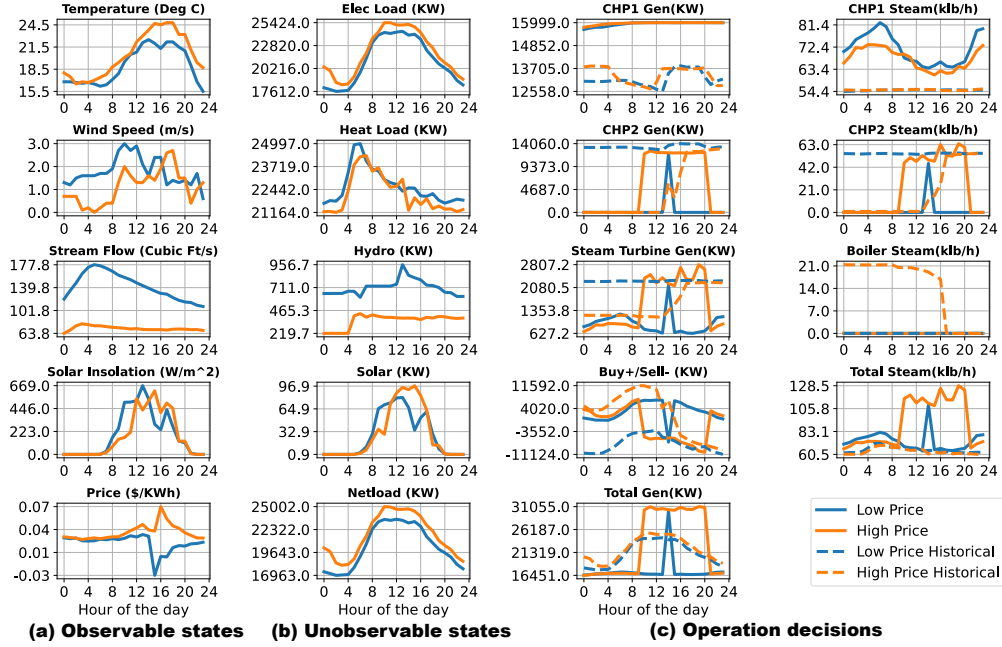 Temperature (Deg C)
24.5
21.5
18.5
15.5
0 4 8 12 16 20 24
Wind Speed (m/s)
3.0
2.0
1.0
0.0
0 4 8 12 16 20 24
Stream Flow (Cubic Ft/s)
177.8
139.8
101.8
63.8
0 4 8 12 16 20 24
Solar Insolation (W/m^2)
669.0
446.0
223.0
0.0
0 4 8 12 16 20 24
Price ($/KWh)
0.07
0.04
0.01
-0.03
0 4 8 12 16 20 24
Hour of the day
(a) Observable states
Elec Load (KW)
25424.0
22820.0
20216.0
17612.0
0 4 8 12 16 20 24
Heat Load (KW)
24997.0
23719.0
22442.0
21164.0
0 4 8 12 16 20 24
Hydro (KW)
956.7
711.0
465.3
219.7
0 4 8 12 16 20 24
Solar (KW)
96.9
64.9
32.9
0.9
0 4 8 12 16 20 24
Netload (KW)
25002.0
22323.0
19643.0
16963.0
0 4 8 12 16 20 24
Hour of the day
(b) Unobservable states
CHP1 Gen(KW)
15999.0
14852.0
13705.0
12558.0
0 4 8 12 16 20 24
CHP2 Gen(KW)
14060.0
9373.0
4687.0
0.0
0 4 8 12 16 20 24
Steam Turbine Gen(KW)
2807.2
2080.5
1353.8
627.2
0 4 8 12 16 20 24
Buy+/Sell- (KW)
11592.0
4020.0
-3552.0
-11124.0
0 4 8 12 16 20 24
Total Gen(KW)
31055.0
26187.0
21319.0
16451.0
0 4 8 12 16 20 24
Hour of the day
CHP1 Steam(klb/h)
81.4
72.4
63.4
54.4
0 4 8 12 16 20 24
CHP2 Steam(klb/h)
63.0
42.0
21.0
0.0
0 4 8 12 16 20 24
Boiler Steam(klb/h)
21.0
14.0
7.0
0.0
0 4 8 12 16 20 24
Total Steam(klb/h)
128.5
105.8
83.2
60.5
0 4 8 12 16 20 24
Low Price
High Price
Low Price Historical
High Price Historical
(c) Operation decisions